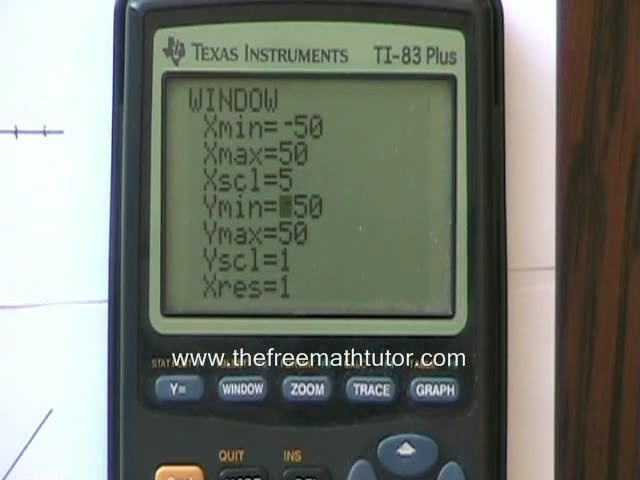 TEXAS INSTRUMENTS TI-83 Plus
WINDOW
Xmin=-50
Xmax=50
Xscl=5
Ymin=-50
Ymax=50
Yscl=1
Xres=1
www.thefreemathtutor.com
Y= WINDOW ZOOM TRACE GRAPH
QUIT INS